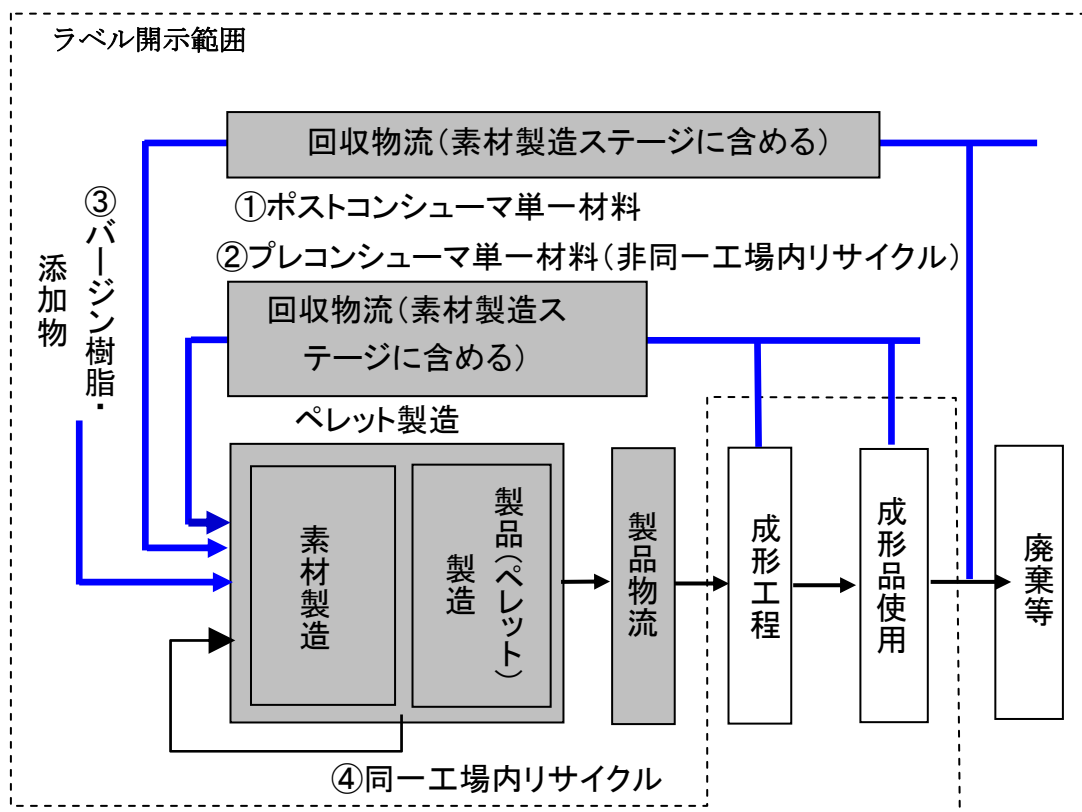 ラベル開示範囲
回収物流(素材製造ステージに含める)
①ポストコンシューマ単一材料
②プレコンシューマ単一材料(非同一工場内リサイクル)
③バージン樹脂・
添加物
回収物流(素材製造ス
テージに含める)
ペレット製造
素材製造
製品(ペレット)
製造
製品物流
成形工程
成形品使用
廃棄等
④同一工場内リサイクル